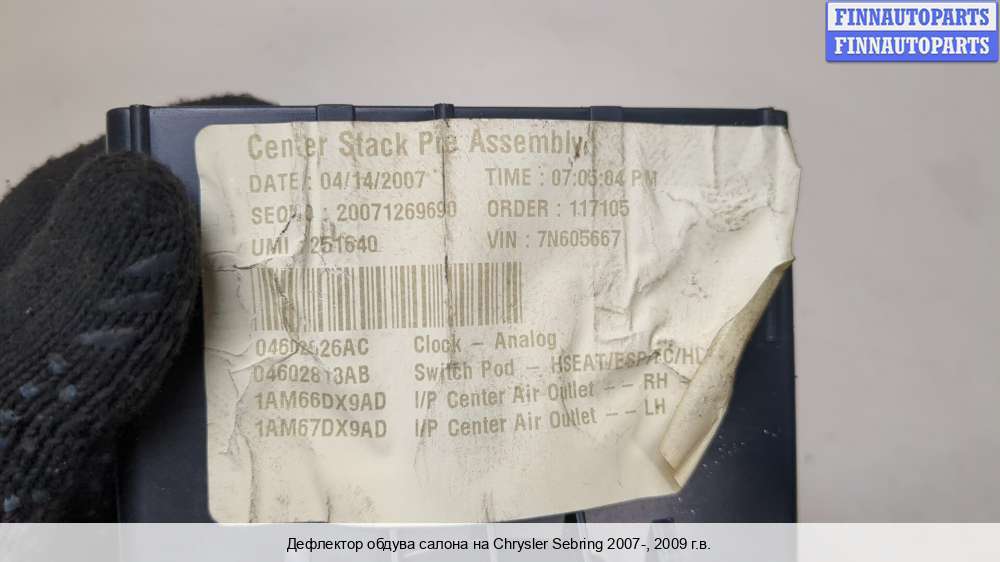 FINNAUTOPARTS
FINNAUTOPARTS
Center Stack Pre Assembly
DATE : 04/14/2007 TIME : 07:05:04 PM
: 20071269690 ORDER : 117105
UMI : 251640 VIN : 7N605667
Clock - Analog
Switch Pod -
1AM66DX9AD I/P Center Air Outlet - - RH
1AM67DX9AD I/P Center Air Outlet - - LH
Дефлектор обдува салона на Chrysler Sebring 2007-, 2009 г.в.